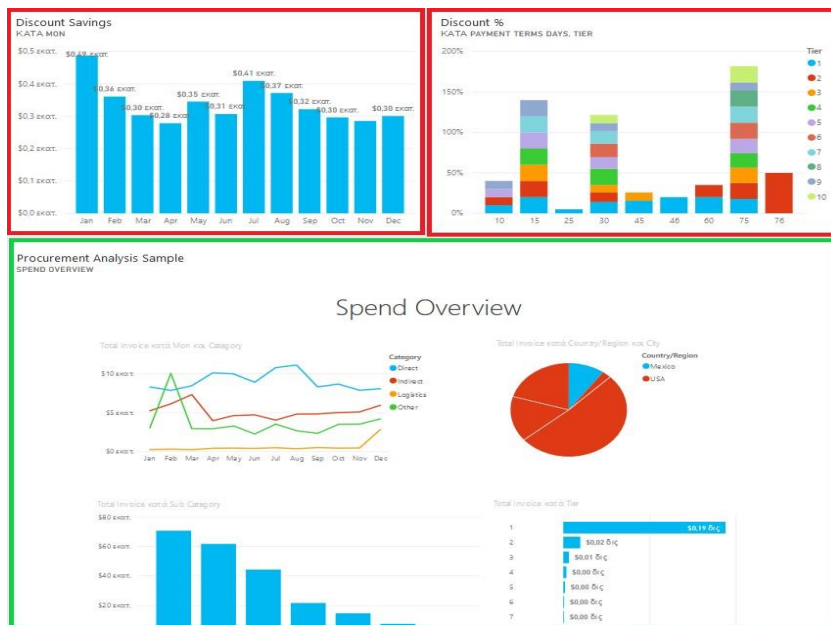 Discount Savings
ΚΑΤΑ MON
$0,5 εκατ.
$0,4 εκατ.
$0,3 εκατ.
$0,2 εκατ.
$0,1 εκατ.
$0,0 εκατ.
$0,49 εκατ.
$0,36 εκατ.
$0,30 εκατ.
$0,28 εκατ.
$0,35 εκατ.
$0,31 εκατ.
$0,41 εκατ.
$0,37 εκατ.
$0,32 εκατ.
$0,30 εκατ.
$0,30 εκατ.
Jan Feb Mar Apr May Jun Jul Aug Sep Oct Nov Dec
Discount %
ΚΑΤΑ PAYMENT TERMS DAYS, TIER
200%
150%
100%
50%
0%
10 15 25 30 45 46 60 75 76
Tier
1
2
3
4
5
6
7
8
9
10
Procurement Analysis Sample
SPEND OVERVIEW
Spend Overview
Total Invoice κατά Mon και Category
$10 εκατ.
$5 εκατ.
$0 εκατ.
Jan Feb Mar Apr May Jun Jul Aug Sep Oct Nov Dec
Category
Direct
Indirect
Logistics
Other
Total Invoice κατά Country/Region και City
Country/Region
Mexico
USA
Total Invoice κατά Sub Category
$80 εκατ.
$60 εκατ.
$40 εκατ.
$20 εκατ.
Total Invoice κατά Tier
1 $0,19 δις
2 $0,02 δις
3 $0,01 δις
4 $0,00 δις
5 $0,00 δις
6 $0,00 δις
7 $0,00 δις